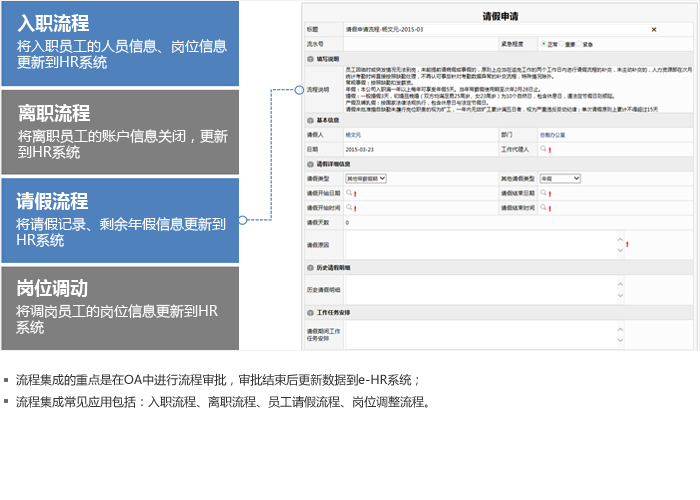 入职流程
将入职员工的人员信息、岗位信息
更新到HR系统
离职流程
将离职员工的账户信息关闭，更新
到HR系统
请假流程
将请假记录、剩余年假信息更新到
HR系统
岗位调动
将调岗员工的岗位信息更新到HR
系统
请假申请
标题 请假申请流程-杨文元-2015-03
流水号 紧急程度 正常 重要 紧急
填写说明
流程说明
基本信息
请假人 杨文元 部门 总裁办公室
日期 2015-03-23 工作代理人 !
请假详细信息
请假类型 其他带薪假期 其他请假类型 年假
请假开始日期 ! 请假结束日期 !
请假开始时间 ! 请假结束时间 !
请假天数 0
请假原因 !
历史请假明细
历史请假明细
工作任务安排
请假期间工作
任务安排
流程集成的重点是在OA中进行流程审批，审批结束后更新数据到e-HR系统；
流程集成常见应用包括：入职流程、离职流程、员工请假流程、岗位调整流程。